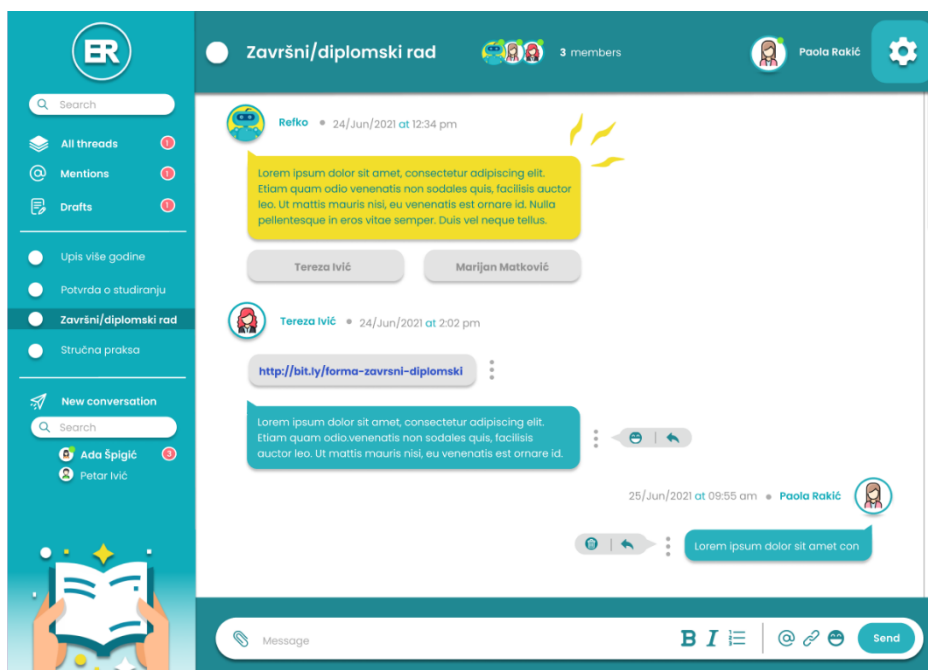 ER
Search
All threads 1
Mentions 1
Drafts 1
Upis više godine
Potvrda o studiranju
Završni/diplomski rad
Stručna praksa
New conversation
Search
Ada Špigić 3
Petar Ivić
Završni/diplomski rad 3 members Paola Rakić
Refko • 24/Jun/2021 at 12:34 pm
Lorem ipsum dolor sit amet, consectetur adipiscing elit.
Etiam quam odio venenatis non sodales quis, facilisis auctor
leo. Ut mattis mauris nisi, eu venenatis est ornare id. Nulla
pellentesque in eros vitae semper. Duis vel neque tellus.
Tereza Ivić Marijan Matković
Tereza Ivić • 24/Jun/2021 at 2:02 pm
http://bit.ly/forma-zavrsni-diplomski
Lorem ipsum dolor sit amet, consectetur adipiscing elit.
Etiam quam odio.venenatis non sodales quis, facilisis
auctor leo. Ut mattis mauris nisi, eu venenatis est ornare id.
25/Jun/2021 at 09:55 am • Paola Rakić
Lorem ipsum dolor sit amet con
Message B I @ Send